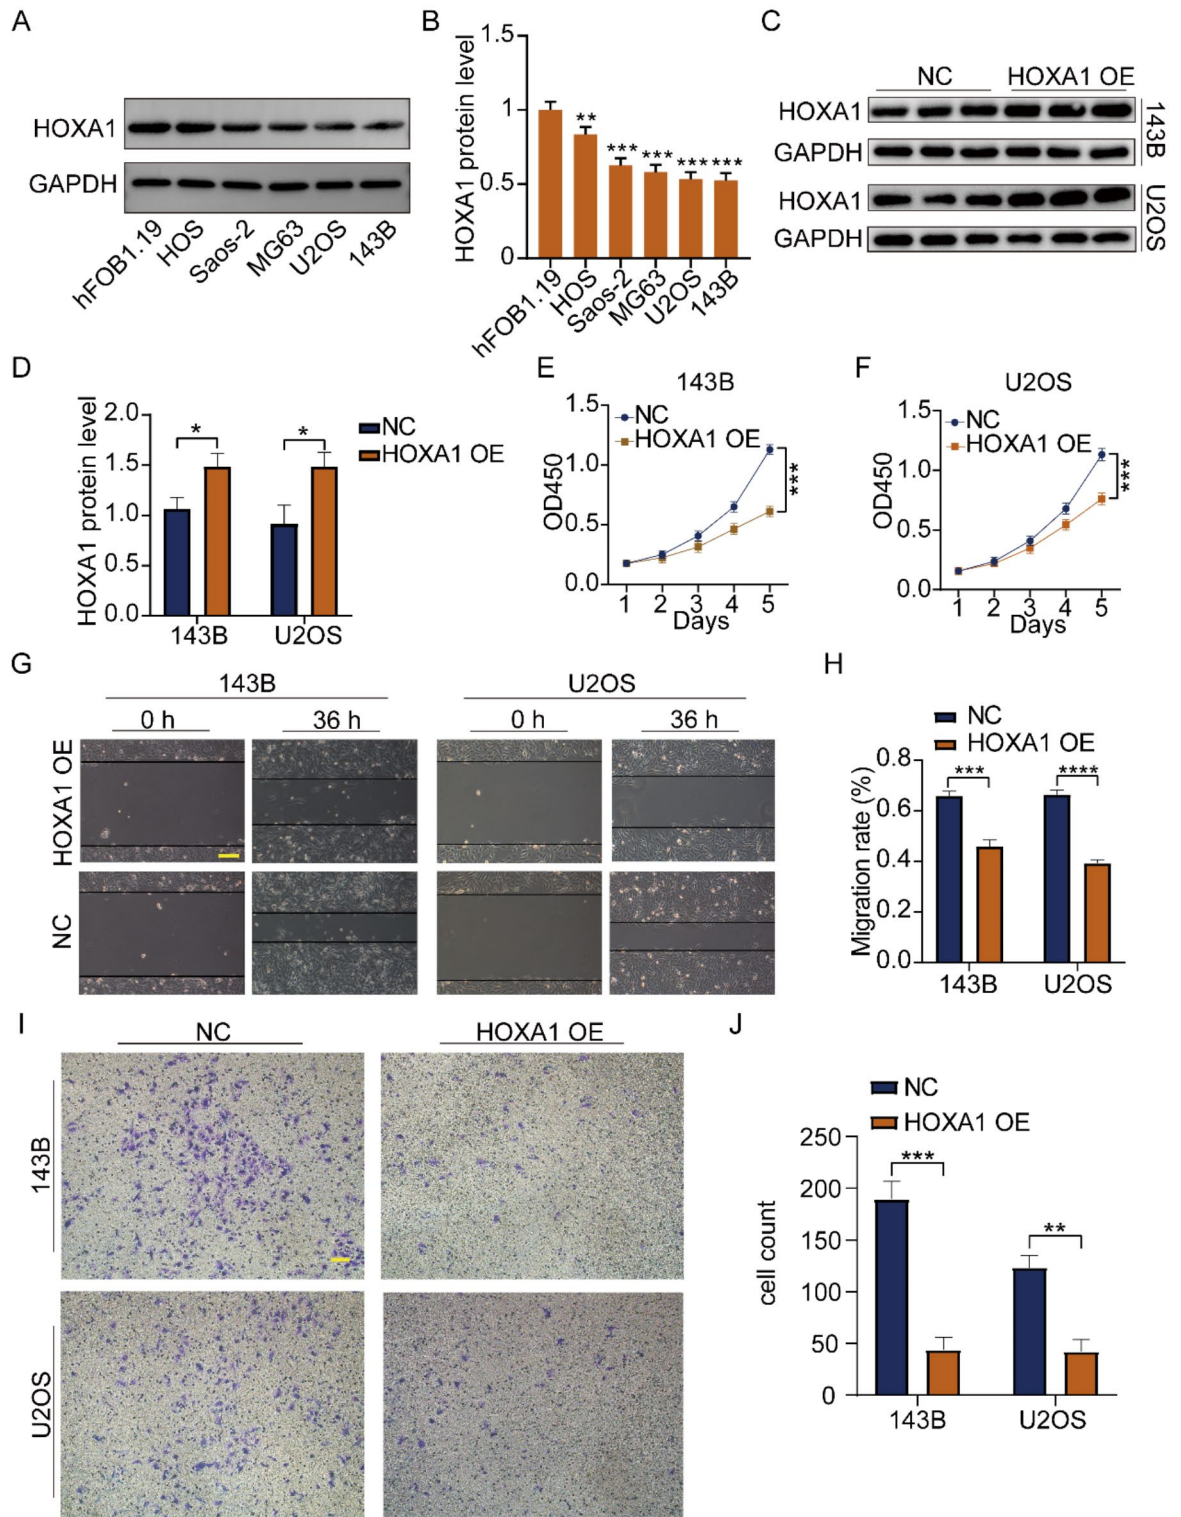 A
HOXA1
GAPDH
hFOB1.19
HOS
Saos-2
MG63
U2OS
143B
B
HOXA1 protein level
1.5
1
0.5
0
**
***
***
***
***
hFOB1.19
HOS
Saos-2
MG63
U2OS
143B
C
NC HOXA1 OE
HOXA1
GAPDH
143B
HOXA1
GAPDH
U2OS
D
HOXA1 protein level
2.0
1.5
1.0
0.5
0.0
* *
NC
HOXA1 OE
143B U2OS
E
143B
OD450
1.5
1.0
0.5
0.0
NC
HOXA1 OE
***
1 2 3 4 5
Days
F
U2OS
OD450
1.5
1.0
0.5
0.0
NC
HOXA1 OE
***
1 2 3 4 5
Days
G
143B U2OS
0 h 36 h 0 h 36 h
HOXA1 OE
NC
H
NC
HOXA1 OE
Migration rate (%)
0.8
0.6
0.4
0.2
0.0
*** ****
143B U2OS
I
NC HOXA1 OE
143B
U2OS
J
NC
HOXA1 OE
cell count
250
200
150
100
50
0
*** **
143B U2OS